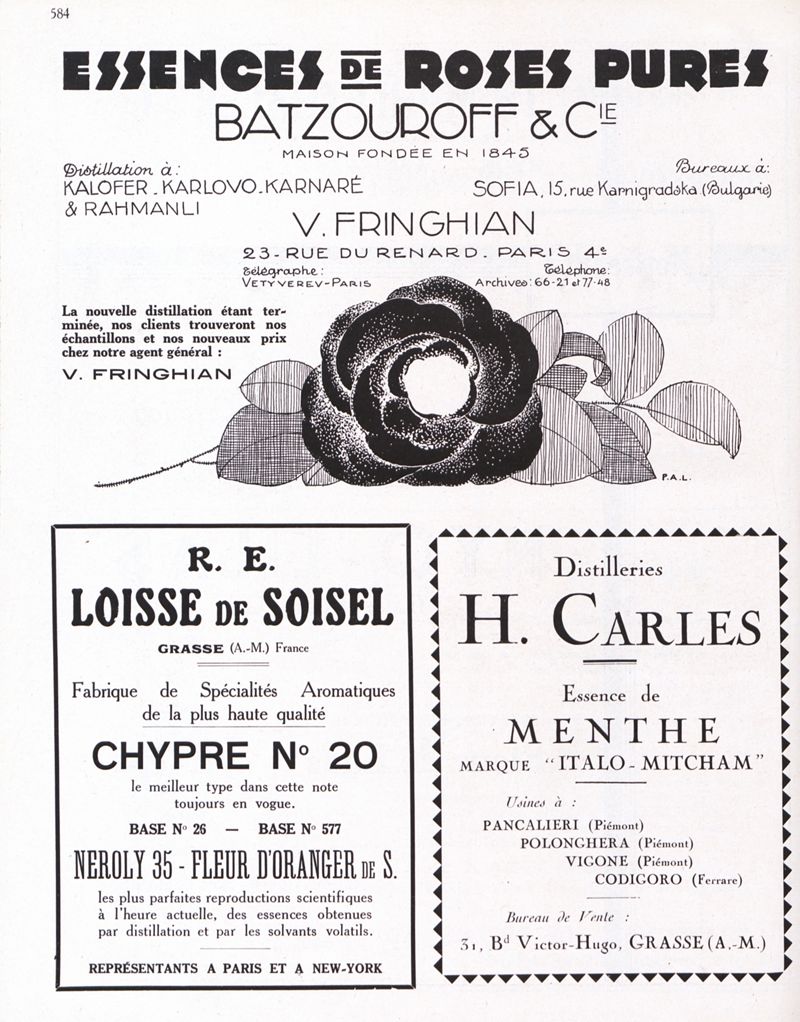 584
ESSENCES DE ROSES PURES
BATZOUROFF & CIE
MAISON FONDÉE EN 1845
Distillation à :
KALOFER - KARLOVO - KARNARÉ
& RAHMANLI
Bureaux à :
SOFIA, 15, rue Karnigradska (Bulgarie)
V. FRINGHIAN
23 - RUE DU RENARD. PARIS 4e
Télégraphe :
VETYVEREV-PARIS
Téléphone :
Archives : 66-21 et 77-48
La nouvelle distillation étant ter-
minée, nos clients trouveront nos
échantillons et nos nouveaux prix
chez notre agent général :
V. FRINGHIAN
P.A.L.
R. E.
LOISSE DE SOISEL
GRASSE (A.-M.) France
Fabrique de Spécialités Aromatiques
de la plus haute qualité
CHYPRE No 20
le meilleur type dans cette note
toujours en vogue.
BASE No 26 — BASE No 577
NEROLY 35 - FLEUR D'ORANGER DE S.
les plus parfaites reproductions scientifiques
à l'heure actuelle, des essences obtenues
par distillation et par les solvants volatils.
REPRÉSENTANTS A PARIS ET A NEW-YORK
Distilleries
H. CARLES
Essence de
MENTHE
MARQUE "ITALO-MITCHAM"
Usines à :
PANCALIERI (Piémont)
POLONGHERA (Piémont)
VIGONE (Piémont)
CODIGORO (Ferrare)
Bureau de Vente :
31, Bd Victor-Hugo, GRASSE (A.-M.)